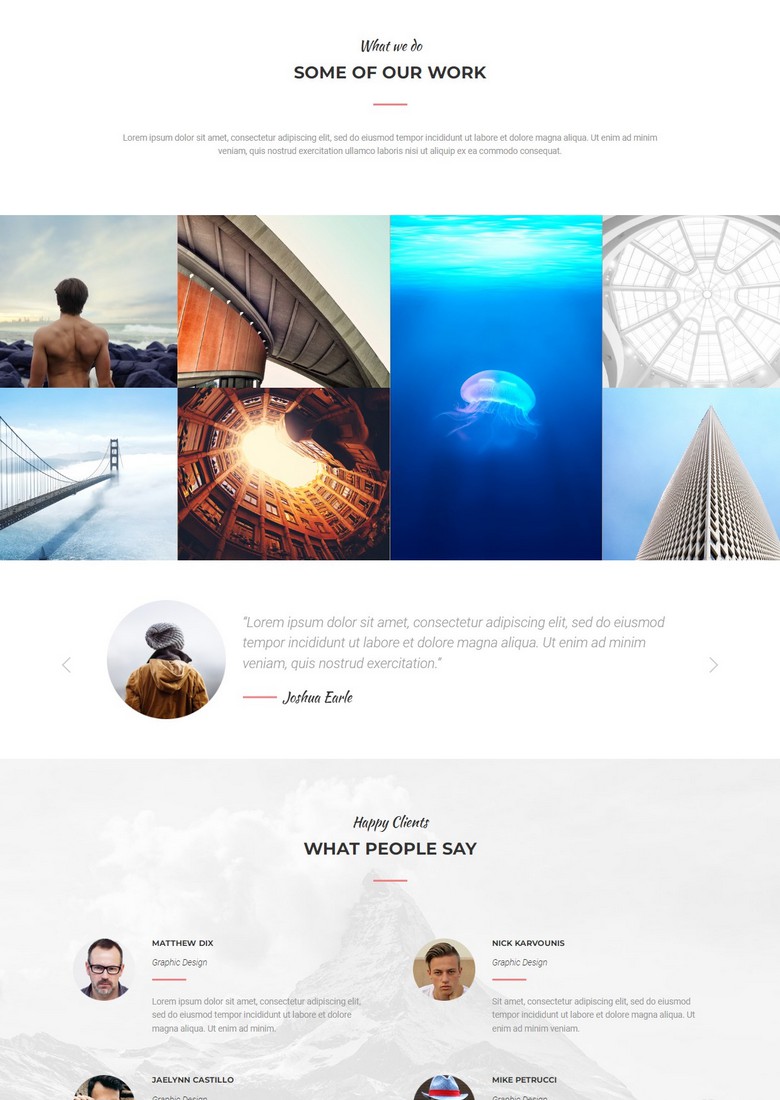 What we do
SOME OF OUR WORK
Lorem ipsum dolor sit amet, consectetur adipiscing elit, sed do eiusmod tempor incididunt ut labore et dolore magna aliqua. Ut enim ad minim
veniam, quis nostrud exercitation ullamco laboris nisi ut aliquip ex ea commodo consequat.
“Lorem ipsum dolor sit amet, consectetur adipiscing elit, sed do eiusmod
tempor incididunt ut labore et dolore magna aliqua. Ut enim ad minim
veniam, quis nostrud exercitation.”
Joshua Earle
Happy Clients
WHAT PEOPLE SAY
MATTHEW DIX
Graphic Design
Lorem ipsum dolor sit amet, consectetur adipiscing elit,
sed do eiusmod tempor incididunt ut labore et dolore
magna aliqua. Ut enim ad minim.
NICK KARVOUNIS
Graphic Design
Sit amet, consectetur adipiscing elit, sed do eiusmod
tempor incididunt ut labore et dolore magna aliqua. Ut
enim ad minim veniam.
JAELYNN CASTILLO
Graphic Design
MIKE PETRUCCI
Graphic Design